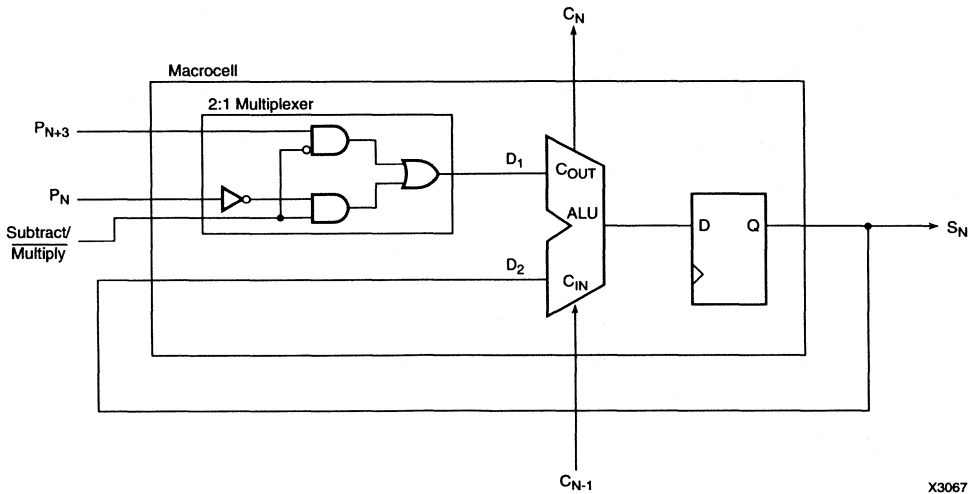 C_N
Macrocell
2:1 Multiplexer
P_N+3
D_1
C_OUT
P_N
ALU
D Q
S_N
Subtract/
Multiply
D_2
C_IN
C_N-1
X3067